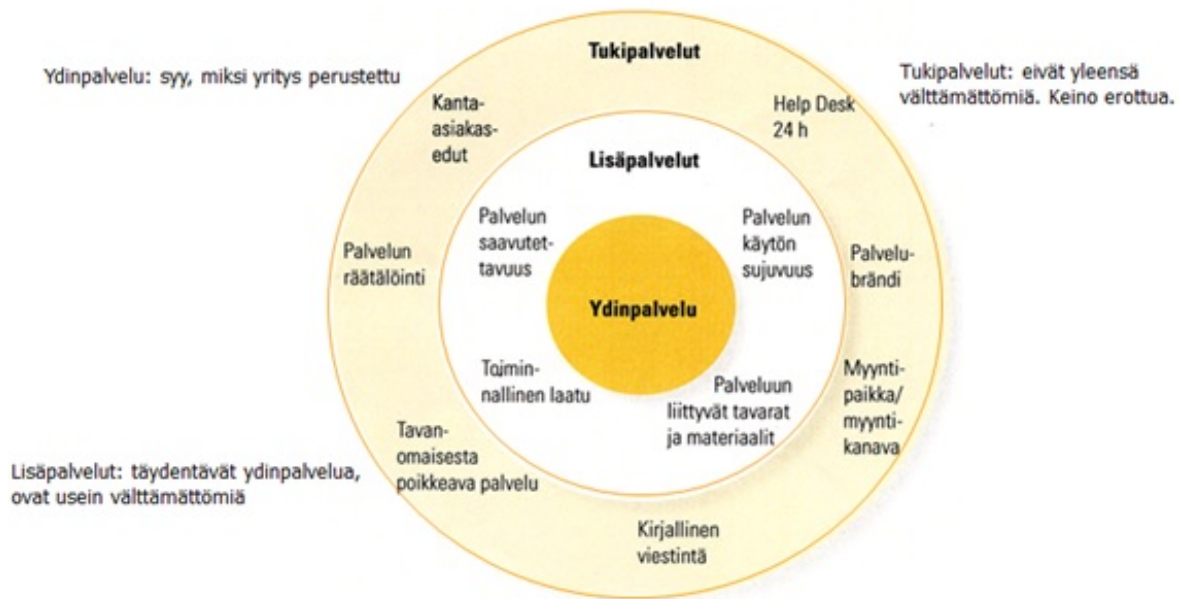 Tukipalvelut
Ydinpalvelu: syy, miksi yritys perustettu
Tukipalvelut: eivät yleensä
välttämättömiä. Keino erottua.
Kanta-
asiakas-
edut
Help Desk
24 h
Lisäpalvelut
Palvelun
saavutet-
tavuus
Palvelun
käytön
sujuvuus
Palvelun
räätälöinti
Palvelu-
brändi
Ydinpalvelu
Toimin-
nallinen laatu
Palveluun
liittyvät tavarat
ja materiaalit
Myynti-
paikka/
myynti-
kanava
Tavan-
omaisesta
poikkeava palvelu
Lisäpalvelut: täydentävät ydinpalvelua,
ovat usein välttämättömiä
Kirjallinen
viestintä